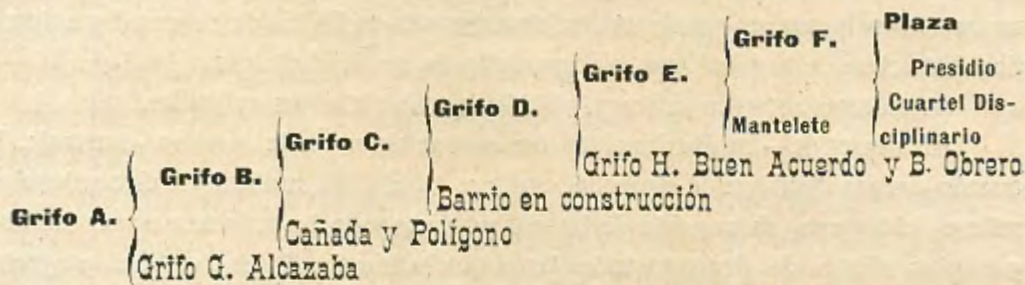 Plaza
Grifo F.
Presidio
Grifo E.
Cuartel Dis-
Grifo D.
Mantelete
ciplinario
Grifo C.
Grifo H. Buen Acuerdo y B. Obrero
Grifo B.
Barrio en construcción
Grifo A.
Cañada y Polígono
Grifo G. Alcazaba